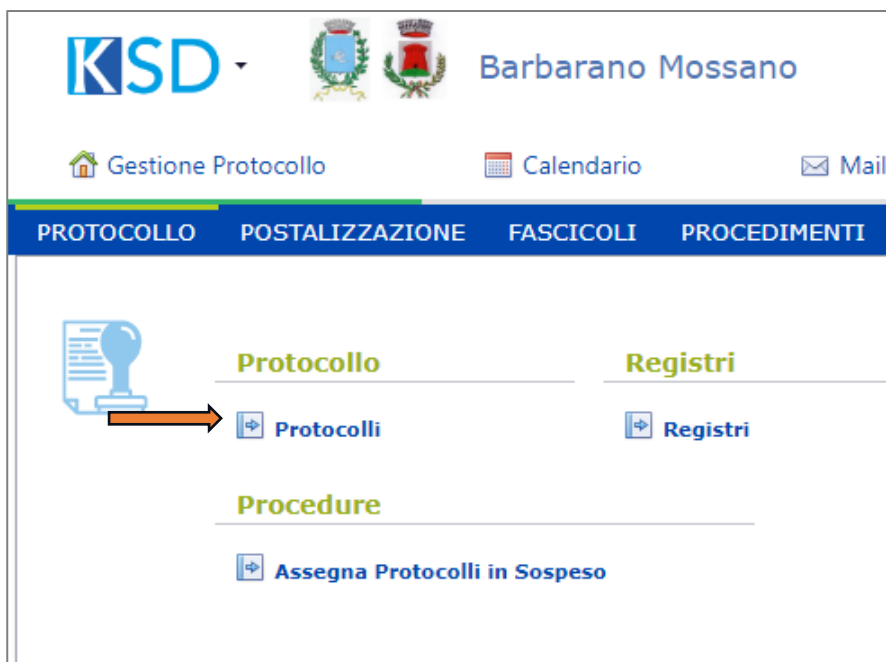 KSD Barbarano Mossano
Gestione Protocollo Calendario Mail
PROTOCOLLO POSTALIZZAZIONE FASCICOLI PROCEDIMENTI
Protocollo Registri
Protocolli Registri
Procedure
Assegna Protocolli in Sospeso